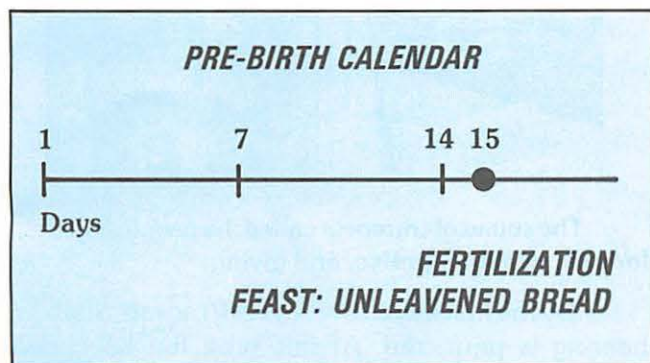 PRE-BIRTH CALENDAR
1 7 14 15
Days
FERTILIZATION
FEAST: UNLEAVENED BREAD